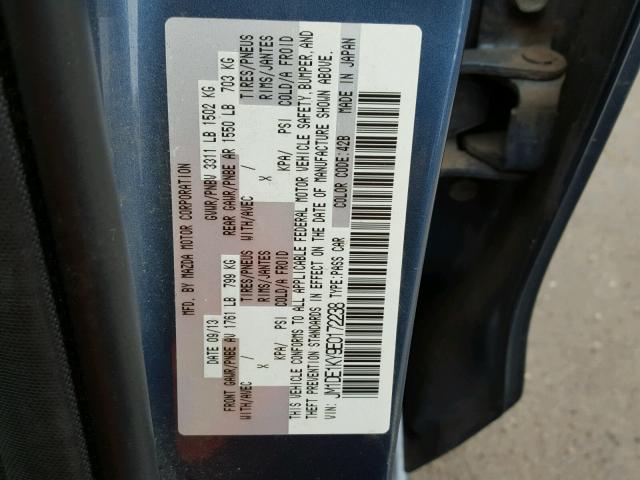 MFD. BY MAZDA MOTOR CORPORATION
DATE 09/13 GVWR/PNBV 3311 LB 1502 KG
FRONT GAWR/PNBE AV 1761 LB 799 KG REAR GAWR/PNBE AR 1550 LB 703 KG
WITH/AVEC / TIRES/PNEUS WITH/AVEC / TIRES/PNEUS
X RIMS/JANTES X RIMS/JANTES
KPA/ PSI COLD/A FROID KPA/ PSI COLD/A FROID
THIS VEHICLE CONFORMS TO ALL APPLICABLE FEDERAL MOTOR VEHICLE SAFETY, BUMPER, AND
THEFT PREVENTION STANDARDS IN EFFECT ON THE DATE OF MANUFACTURE SHOWN ABOVE.
VIN: JM1DE1KY9E0172238 TYPE:PASS CAR COLOR CODE:42B MADE IN JAPAN